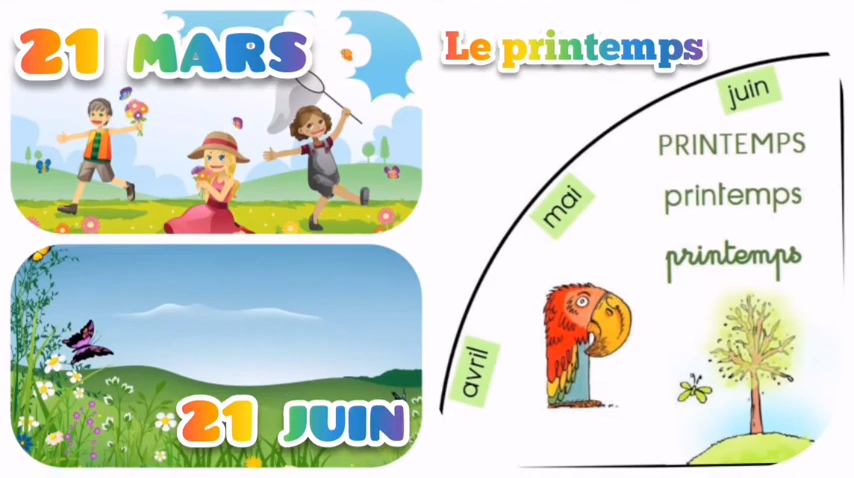 21 MARS
21 JUIN
Le printemps
juin
mai
avril
PRINTEMPS
printemps
printemps